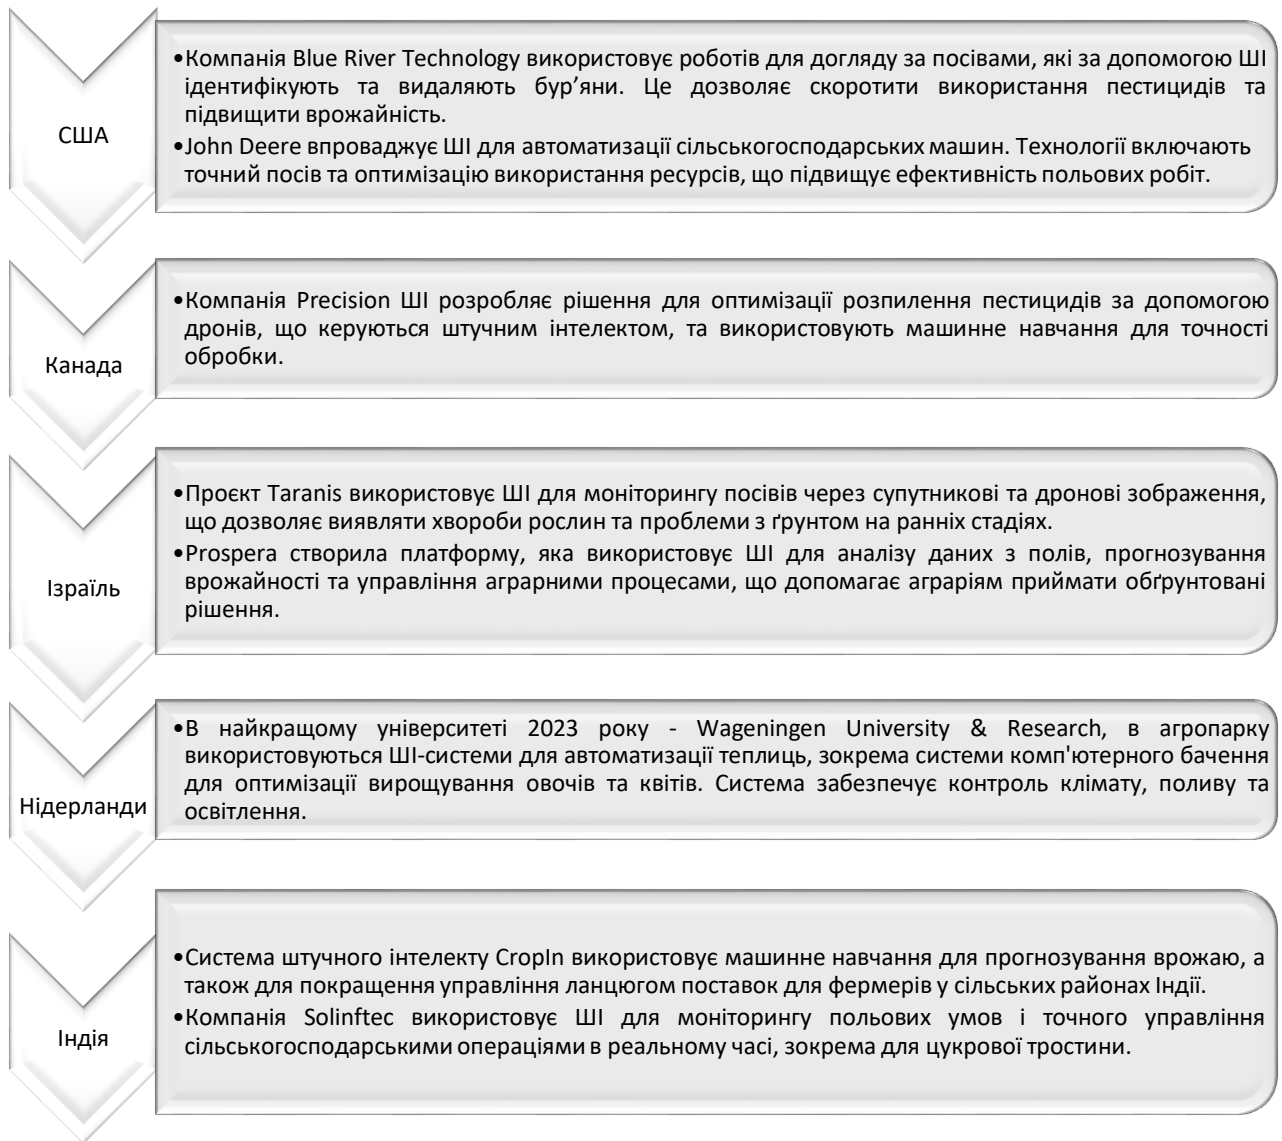 США
•Компанія Blue River Technology використовує роботів для догляду за посівами, які за допомогою ШІ
ідентифікують та видаляють бур’яни. Це дозволяє скоротити використання пестицидів та
підвищити врожайність.
•John Deere впроваджує ШІ для автоматизації сільськогосподарських машин. Технології включають
точний посів та оптимізацію використання ресурсів, що підвищує ефективність польових робіт.
Канада
•Компанія Precision ШІ розробляє рішення для оптимізації розпилення пестицидів за допомогою
дронів, що керуються штучним інтелектом, та використовують машинне навчання для точності
обробки.
Ізраїль
•Проєкт Taranis використовує ШІ для моніторингу посівів через супутникові та дронові зображення,
що дозволяє виявляти хвороби рослин та проблеми з ґрунтом на ранніх стадіях.
•Prospera створила платформу, яка використовує ШІ для аналізу даних з полів, прогнозування
врожайності та управління аграрними процесами, що допомагає аграріям приймати обґрунтовані
рішення.
Нідерланди
•В найкращому університеті 2023 року - Wageningen University & Research, в агропарку
використовуються ШІ-системи для автоматизації теплиць, зокрема системи комп'ютерного бачення
для оптимізації вирощування овочів та квітів. Система забезпечує контроль клімату, поливу та
освітлення.
Індія
•Система штучного інтелекту CropIn використовує машинне навчання для прогнозування врожаю, а
також для покращення управління ланцюгом поставок для фермерів у сільських районах Індії.
•Компанія Solinftec використовує ШІ для моніторингу польових умов і точного управління
сільськогосподарськими операціями в реальному часі, зокрема для цукрової тростини.